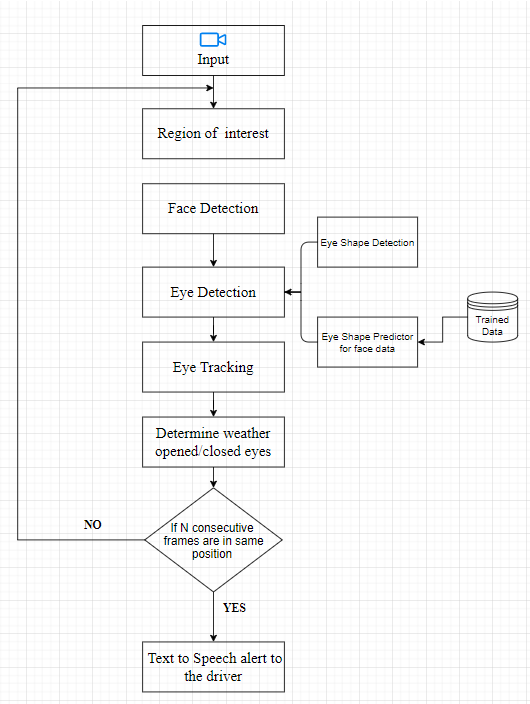 Input
Region of interest
Face Detection
Eye Shape Detection
Eye Detection
Trained
Data
Eye Shape Predictor
for face data
Eye Tracking
Determine weather
opened/closed eyes
If N consecutive
frames are in same
position
NO
YES
Text to Speech alert to
the driver